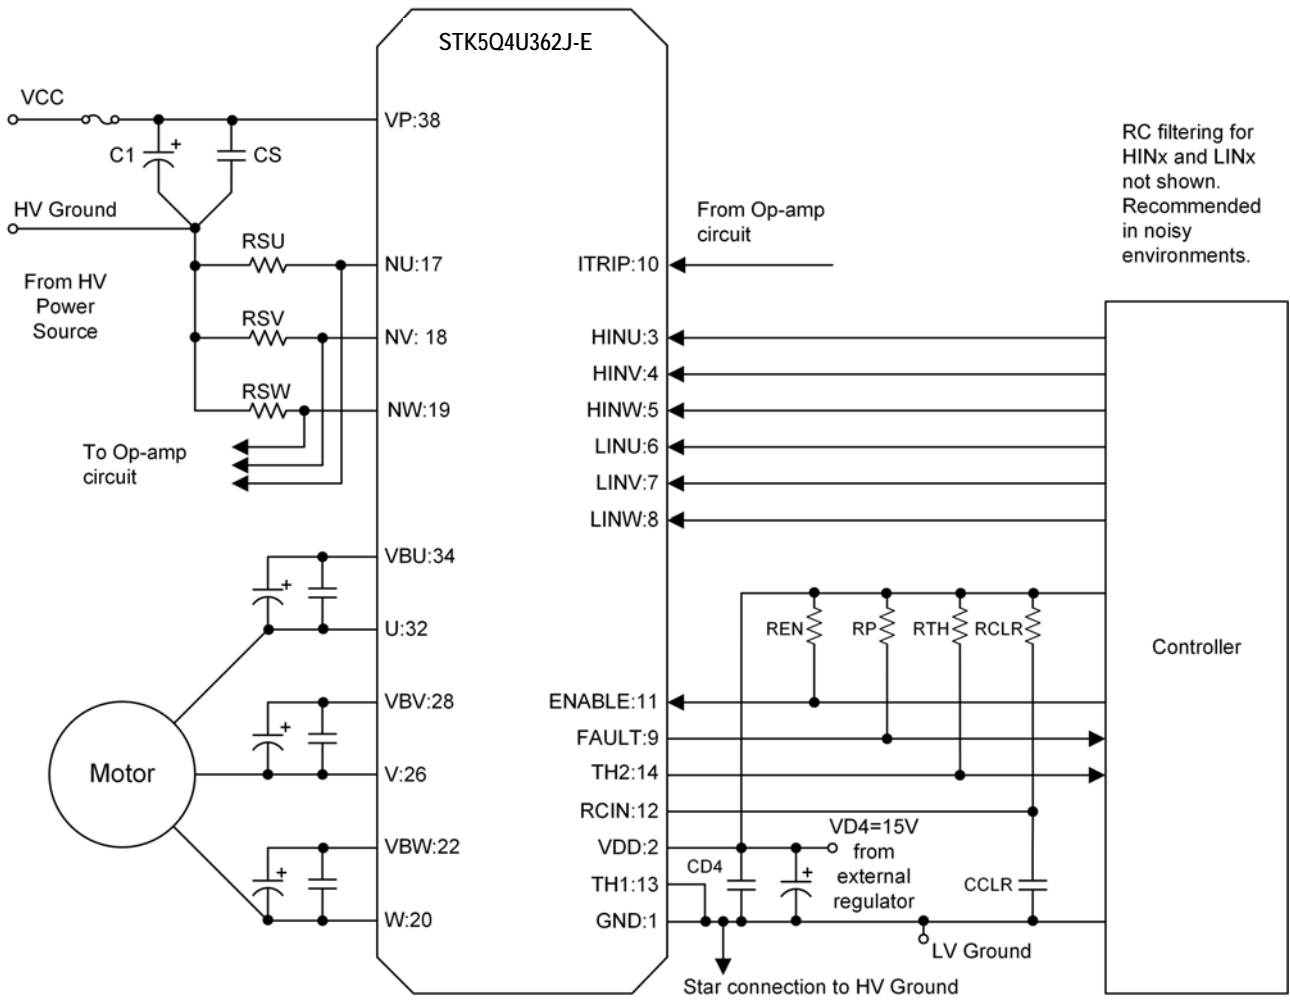 STK5Q4U362J-E
VCC
VP:38
C1
+
CS
HV Ground
From HV
Power
Source
RSU
NU:17
RSV
NV: 18
RSW
NW:19
To Op-amp
circuit
From Op-amp
circuit
ITRIP:10
RC filtering for
HINx and LINx
not shown.
Recommended
in noisy
environments.
HINU:3
HINV:4
HINW:5
LINU:6
LINV:7
LINW:8
VBU:34
+
U:32
VBV:28
+
V:26
VBW:22
+
W:20
Motor
REN
RP
RTH
RCLR
Controller
ENABLE:11
FAULT:9
TH2:14
RCIN:12
VDD:2
TH1:13
GND:1
CD4
+
VD4=15V
from
external
regulator
CCLR
LV Ground
Star connection to HV Ground